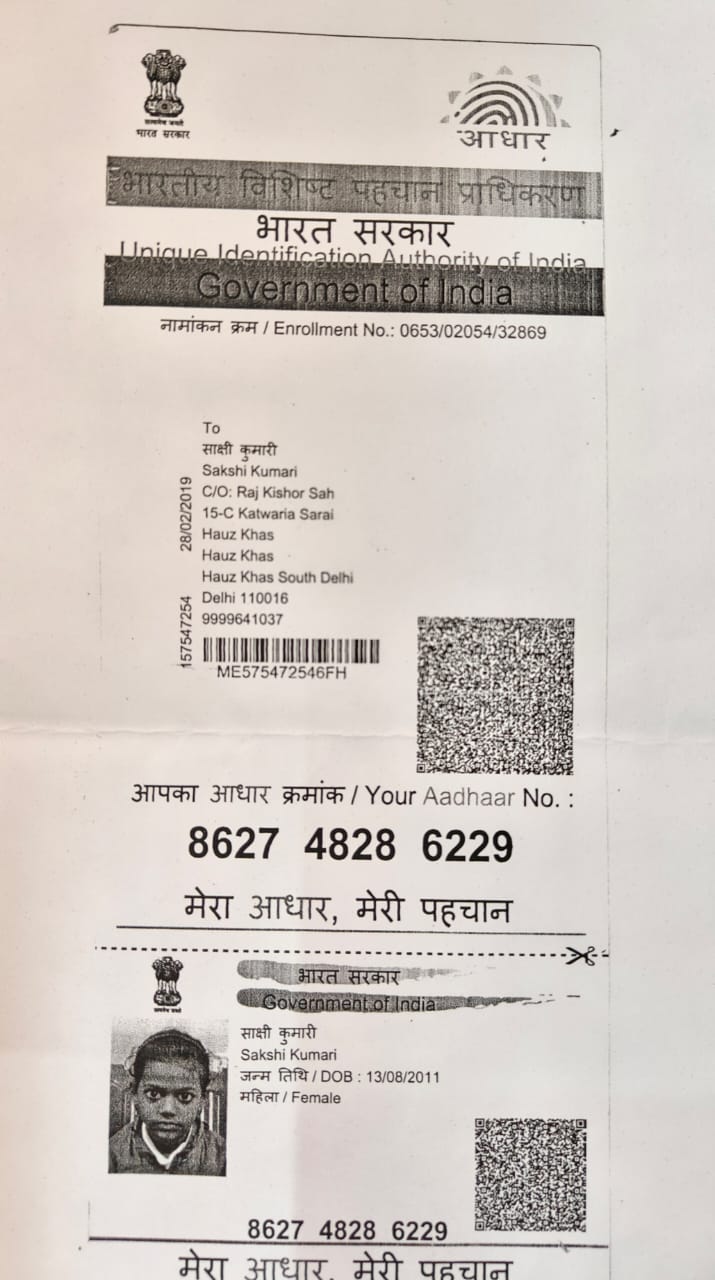 सत्यमेव जयते
भारत सरकार
आधार
भारतीय विशिष्ट पहचान प्राधिकरण
भारत सरकार
Unique Identification Authority of India
Government of India
नामांकन क्रम / Enrollment No.: 0653/02054/32869
To
साक्षी कुमारी
Sakshi Kumari
C/O: Raj Kishor Sah
15-C Katwaria Sarai
Hauz Khas
Hauz Khas
Hauz Khas South Delhi
Delhi 110016
9999641037
28/02/2019
157547254
ME575472546FH
आपका आधार क्रमांक / Your Aadhaar No. :
8627 4828 6229
मेरा आधार, मेरी पहचान
भारत सरकार
Government of India
साक्षी कुमारी
Sakshi Kumari
जन्म तिथि / DOB : 13/08/2011
महिला / Female
8627 4828 6229
मेरा आधार, मेरी पहचान